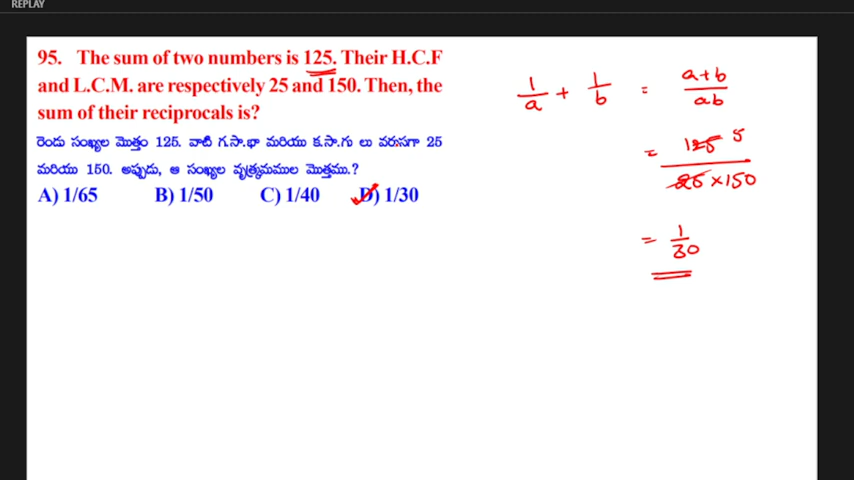 REPLAY
95. The sum of two numbers is 125. Their H.C.F
and L.C.M. are respectively 25 and 150. Then, the
sum of their reciprocals is?
రెండు సంఖ్యల మొత్తం 125. వాటి గ.సా.భా మరియు క.సా.గు లు వరుసగా 25
మరియు 150. అప్పుడు, ఆ సంఖ్యల వ్యుత్క్రమముల మొత్తము.?
A) 1/65 B) 1/50 C) 1/40 D) 1/30
1/a + 1/b = a+b/ab
= 125 5 / 25 × 150
= 1/30